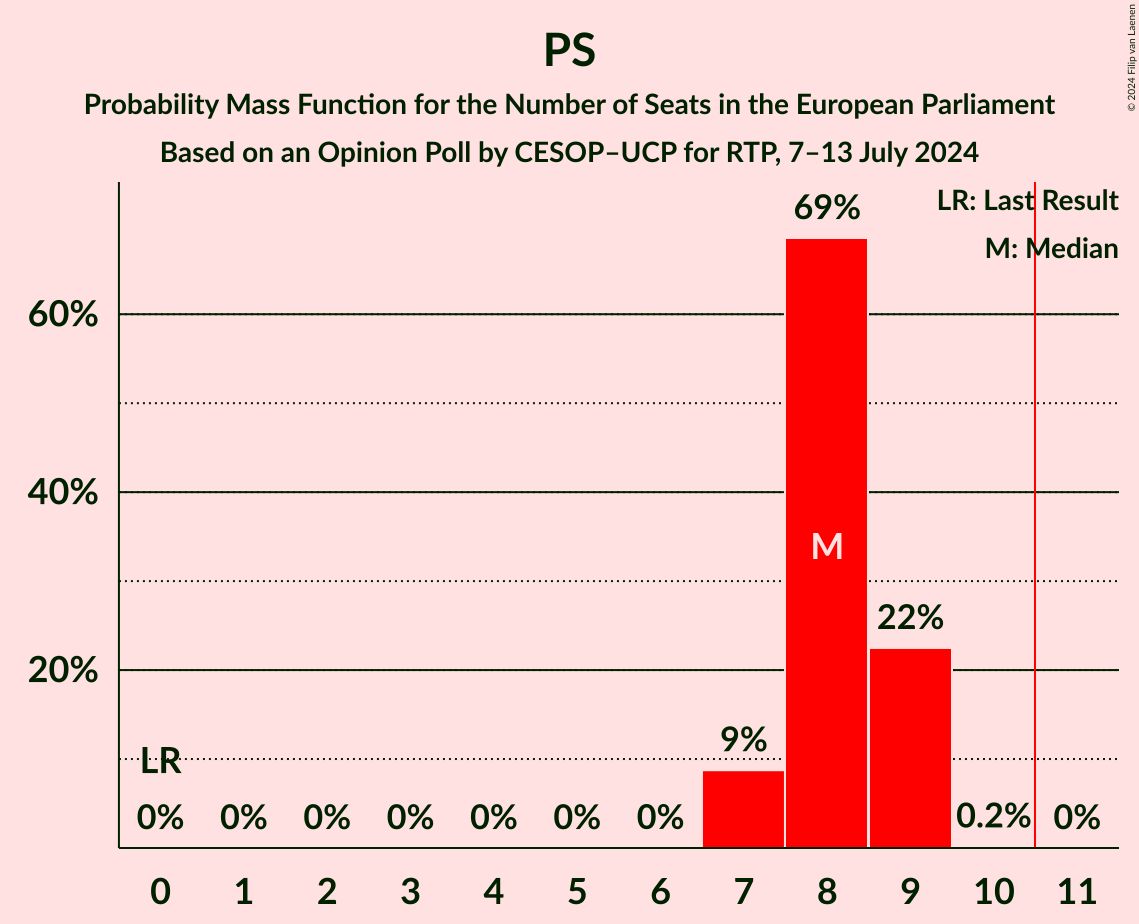 PS
Probability Mass Function for the Number of Seats in the European Parliament
Based on an Opinion Poll by CESOP–UCP for RTP, 7–13 July 2024
© 2024 Filip van Laenen
LR: Last Result
M: Median
69%
60%
40%
M
22%
20%
9%
LR
0% 0% 0% 0% 0% 0% 0% 0.2% 0%
0 1 2 3 4 5 6 7 8 9 10 11